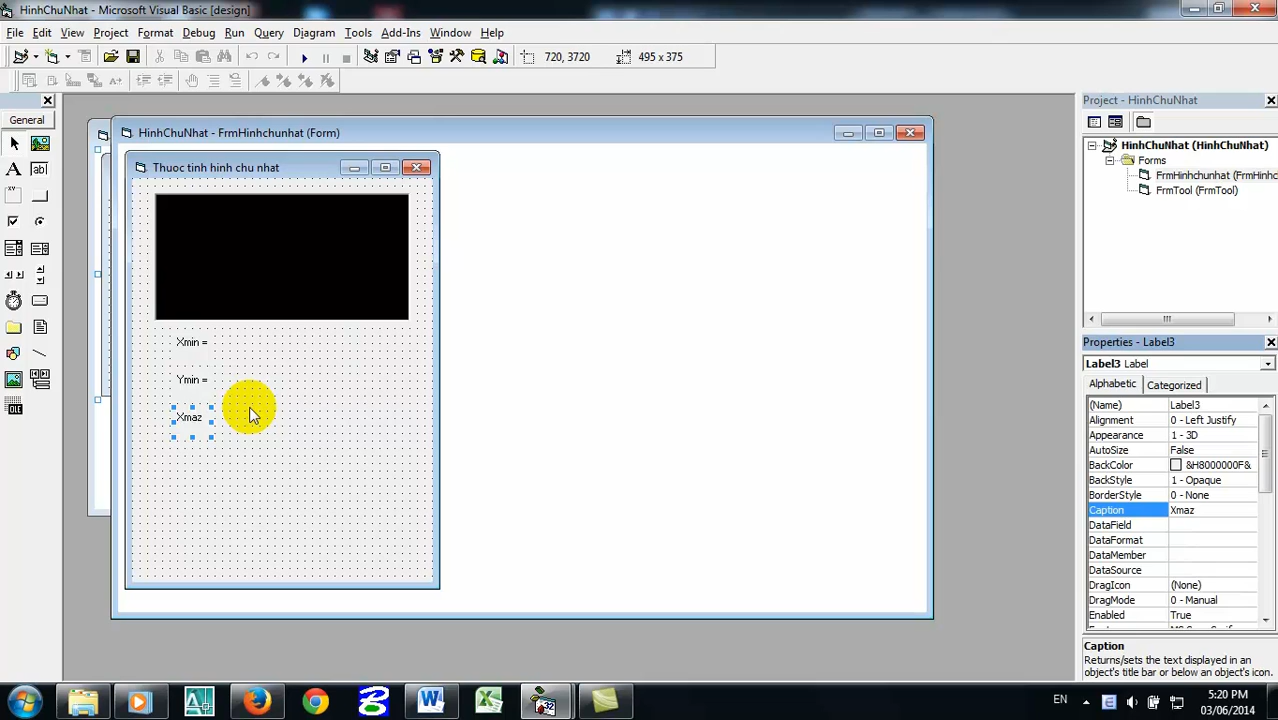 HinhChuNhat - Microsoft Visual Basic [design]
File Edit View Project Format Debug Run Query Diagram Tools Add-Ins Window Help
720, 3720 495 x 375
General
HinhChuNhat - FrmHinhchunhat (Form)
Thuoc tinh hinh chu nhat
Xmin =
Ymin =
Xmaz
A
ab|
xy
Project - HinhChuNhat
HinhChuNhat (HinhChuNhat)
Forms
FrmHinhchunhat (FrmHinhc
FrmTool (FrmTool)
Properties - Label3
Label3 Label
Alphabetic Categorized
(Name) Label3
Alignment 0 - Left Justify
Appearance 1 - 3D
AutoSize False
BackColor &H8000000F&
BackStyle 1 - Opaque
BorderStyle 0 - None
Caption Xmaz
DataField
DataFormat
DataMember
DataSource
DragIcon (None)
DragMode 0 - Manual
Enabled True
Caption
Returns/sets the text displayed in an
object's title bar or below an object's icon.
EN 5:20 PM
03/06/2014